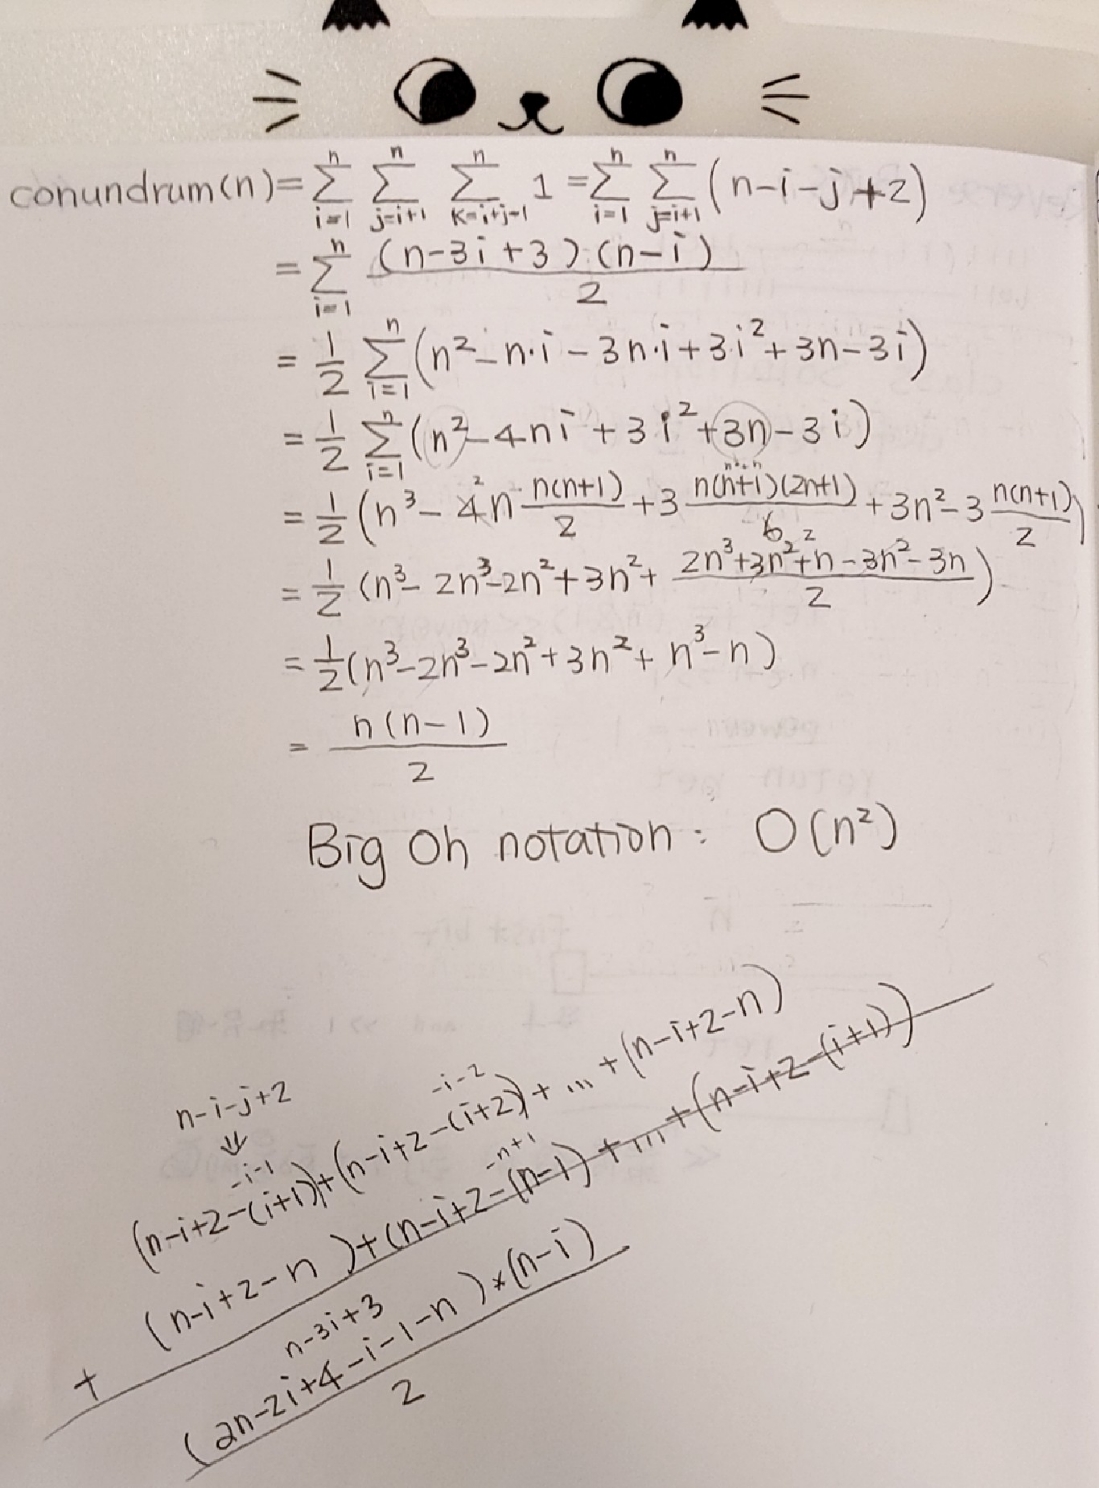 conundrum(n) = \sum_{i=1}^{n} \sum_{j=i+1}^{n} \sum_{k=i+j-1}^{n} 1 = \sum_{i=1}^{n} \sum_{j=i+1}^{n} (n-i-j+2)
= \sum_{i=1}^{n} \frac{(n-3i+3)·(n-i)}{2}
= \frac{1}{2} \sum_{i=1}^{n} (n^2 - n·i - 3n·i + 3i^2 + 3n - 3i)
= \frac{1}{2} \sum_{i=1}^{n} (n^2 - 4ni + 3i^2 + 3n - 3i)
= \frac{1}{2} (n^3 - 4n \frac{n(n+1)}{2} + 3 \frac{n(n+1)(2n+1)}{6} + 3n^2 - 3 \frac{n(n+1)}{2})
= \frac{1}{2} (n^3 - 2n^3 - 2n^2 + 3n^2 + \frac{2n^3+3n^2+n-3n^2-3n}{2})
= \frac{1}{2} (n^3 - 2n^3 - 2n^2 + 3n^2 + n^3 - n)
= \frac{n(n-1)}{2}
Big Oh notation : O(n^2)
n-i-j+2
⇓
-i-1 -i-2
(n-i+2-(i+1))+(n-i+2-(i+2))+ ... +(n-i+2-n)
-n+1
(n-i+2-n)+(n-i+2-(n-1))+...+(n-i+2-(i+1))
+
n-3i+3
\frac{(2n-2i+4-i-1-n)×(n-i)}{2}